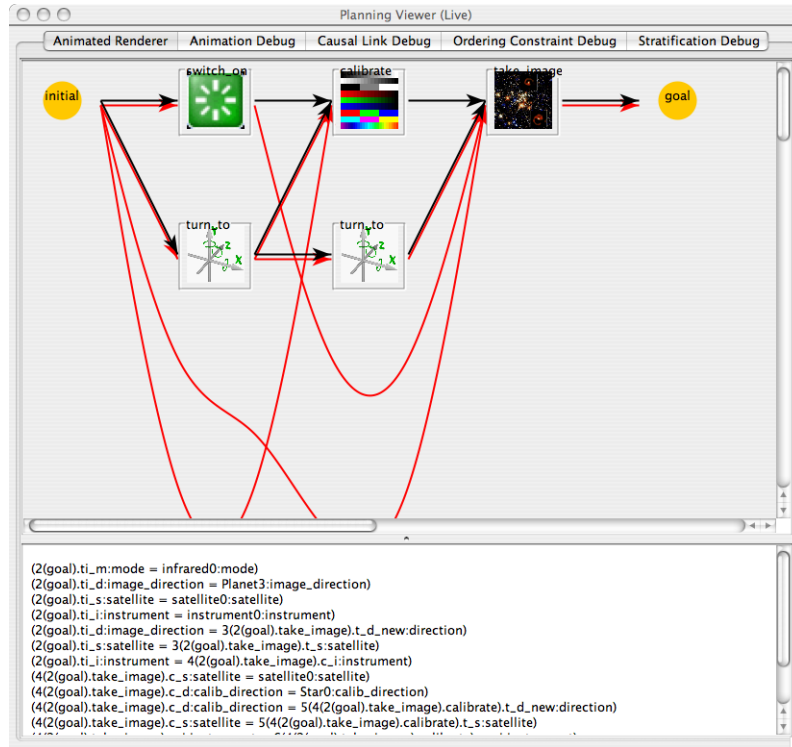 Planning Viewer (Live)
Animated Renderer Animation Debug Causal Link Debug Ordering Constraint Debug Stratification Debug
switch_on calibrate take_image
initial goal
turn_to turn_to
Y Z X Y Z X
(2(goal).ti_m:mode = infrared0:mode)
(2(goal).ti_d:image_direction = Planet3:image_direction)
(2(goal).ti_s:satellite = satellite0:satellite)
(2(goal).ti_i:instrument = instrument0:instrument)
(2(goal).ti_d:image_direction = 3(2(goal).take_image).t_d_new:direction)
(2(goal).ti_s:satellite = 3(2(goal).take_image).t_s:satellite)
(2(goal).ti_i:instrument = 4(2(goal).take_image).c_i:instrument)
(4(2(goal).take_image).c_s:satellite = satellite0:satellite)
(4(2(goal).take_image).c_d:calib_direction = Star0:calib_direction)
(4(2(goal).take_image).c_d:calib_direction = 5(4(2(goal).take_image).calibrate).t_d_new:direction)
(4(2(goal).take_image).c_s:satellite = 5(4(2(goal).take_image).calibrate).t_s:satellite)